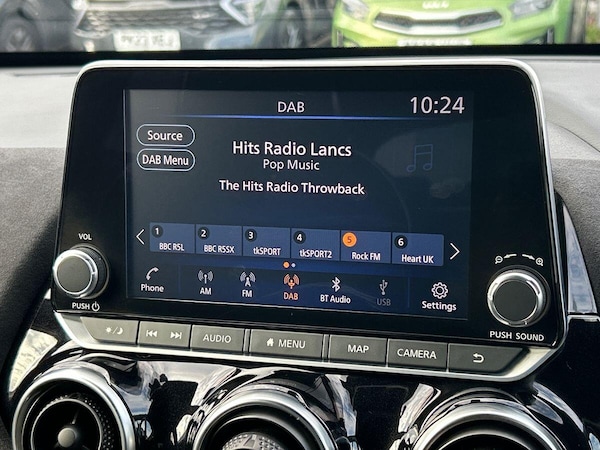 DAB
10:24
Source
DAB Menu
Hits Radio Lancs
Pop Music
The Hits Radio Throwback
1 BBC R5L
2 BBC R5SX
3 tkSPORT
4 tkSPORT2
5 Rock FM
6 Heart UK
Phone
AM
FM
DAB
BT Audio
USB
Settings
VOL
PUSH
PUSH SOUND
AUDIO
MENU
MAP
CAMERA